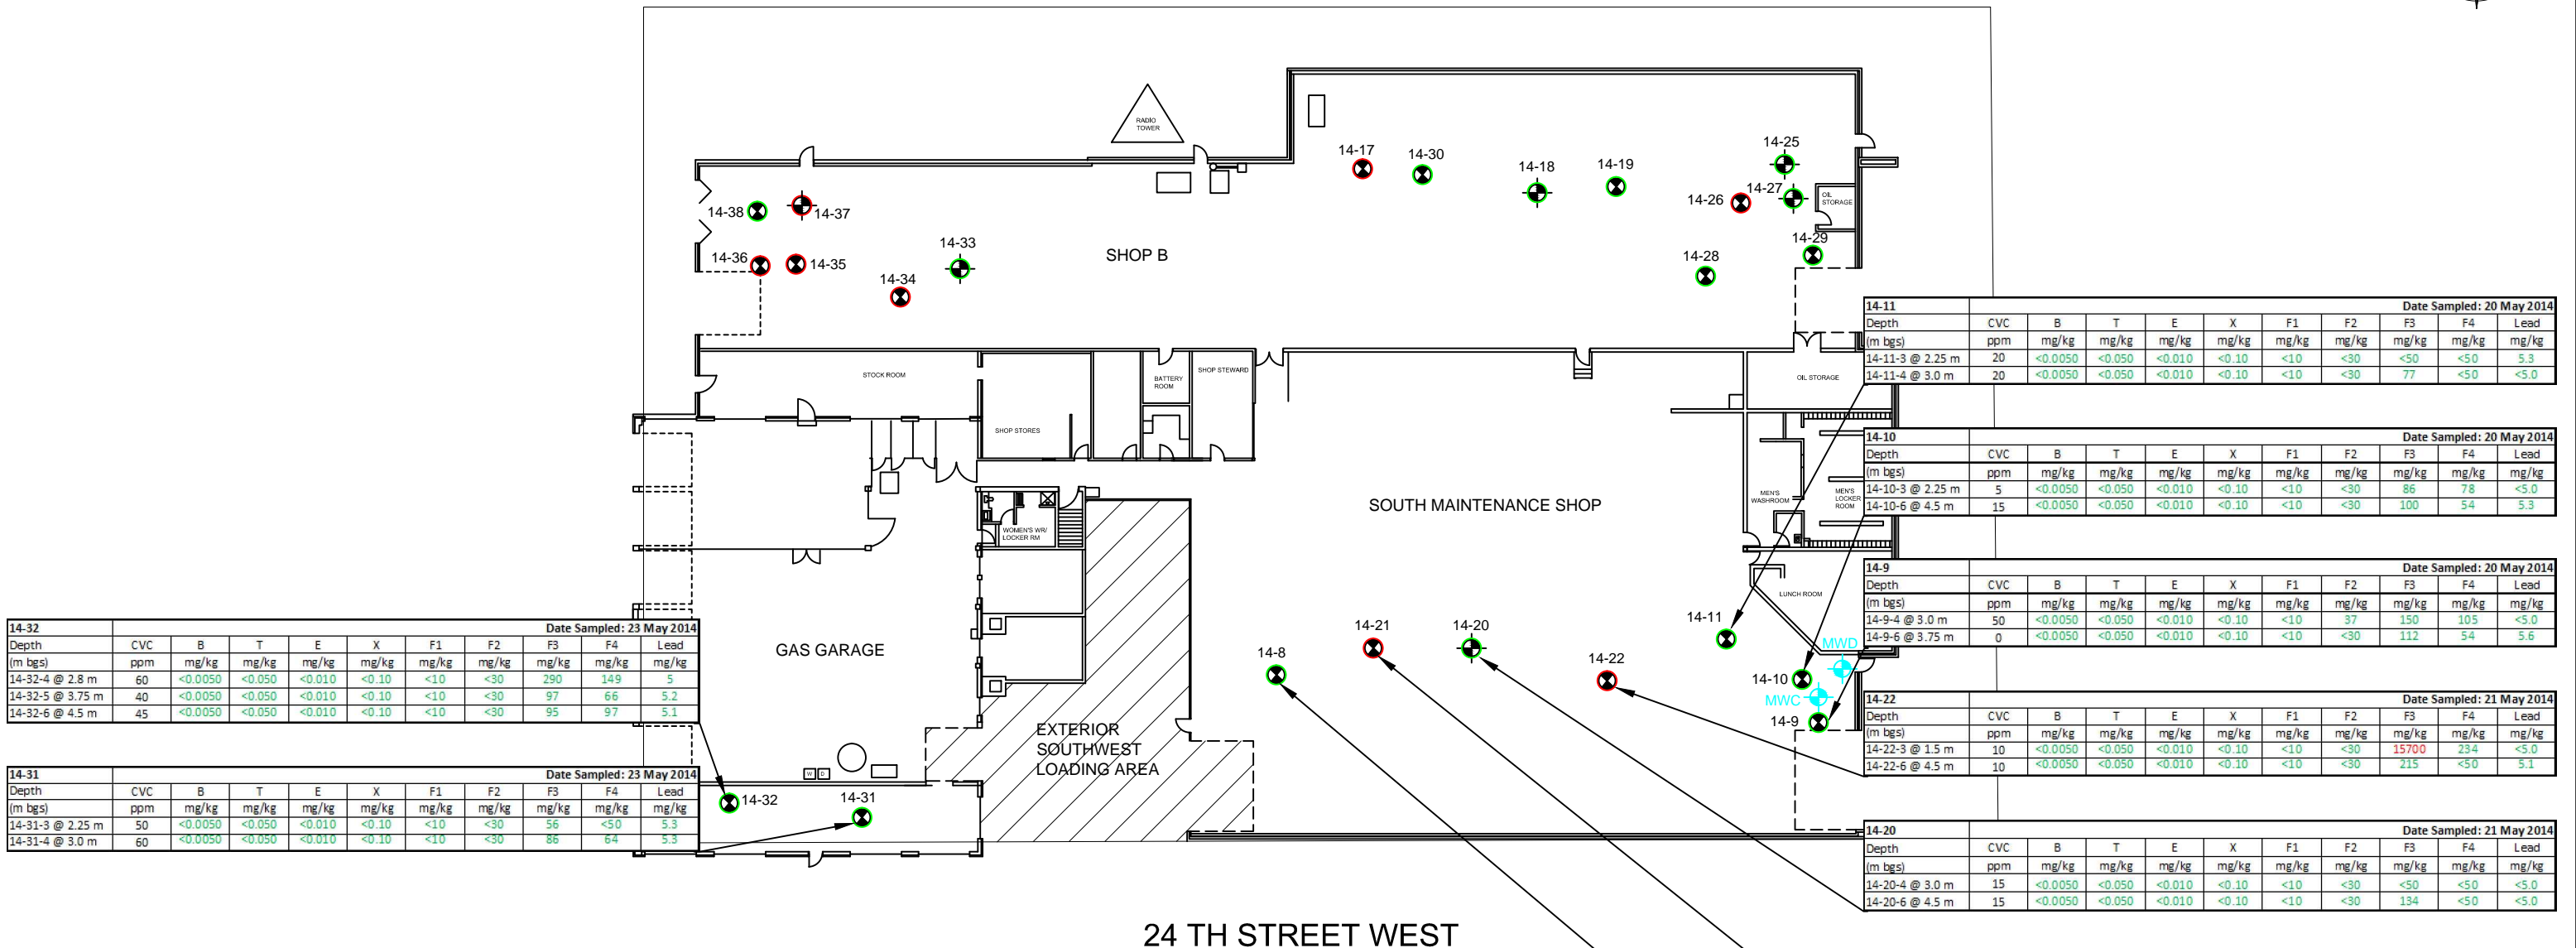 RADIO
TOWER
14-17
14-30
14-18
14-19
14-25
14-27
14-26
OIL
STORAGE
14-38
14-37
14-33
14-36
14-35
14-34
SHOP B
14-29
14-28
STOCK ROOM
BATTERY
ROOM
SHOP STEWARD
SHOP STORES
OIL STORAGE
14-11 Date Sampled: 20 May 2014
Depth CVC B T E X F1 F2 F3 F4 Lead
(m bgs) ppm mg/kg mg/kg mg/kg mg/kg mg/kg mg/kg mg/kg mg/kg mg/kg
14-11-3 @ 2.25 m 20 <0.0050 <0.050 <0.010 <0.10 <10 <30 <50 <50 5.3
14-11-4 @ 3.0 m 20 <0.0050 <0.050 <0.010 <0.10 <10 <30 77 <50 <5.0
14-10 Date Sampled: 20 May 2014
Depth CVC B T E X F1 F2 F3 F4 Lead
(m bgs) ppm mg/kg mg/kg mg/kg mg/kg mg/kg mg/kg mg/kg mg/kg mg/kg
14-10-3 @ 2.25 m 5 <0.0050 <0.050 <0.010 <0.10 <10 <30 86 78 <5.0
14-10-6 @ 4.5 m 15 <0.0050 <0.050 <0.010 <0.10 <10 <30 100 54 5.3
SOUTH MAINTENANCE SHOP
MEN'S
WASHROOM
MEN'S
LOCKER
ROOM
WOMEN'S WR/
LOCKER RM
14-9 Date Sampled: 20 May 2014
Depth CVC B T E X F1 F2 F3 F4 Lead
(m bgs) ppm mg/kg mg/kg mg/kg mg/kg mg/kg mg/kg mg/kg mg/kg mg/kg
14-9-4 @ 3.0 m 50 <0.0050 <0.050 <0.010 <0.10 <10 37 150 105 <5.0
14-9-6 @ 3.75 m 0 <0.0050 <0.050 <0.010 <0.10 <10 <30 112 54 5.6
LUNCH ROOM
14-32 Date Sampled: 23 May 2014
Depth CVC B T E X F1 F2 F3 F4 Lead
(m bgs) ppm mg/kg mg/kg mg/kg mg/kg mg/kg mg/kg mg/kg mg/kg mg/kg
14-32-4 @ 2.8 m 60 <0.0050 <0.050 <0.010 <0.10 <10 <30 290 149 5
14-32-5 @ 3.75 m 40 <0.0050 <0.050 <0.010 <0.10 <10 <30 97 66 5.2
14-32-6 @ 4.5 m 45 <0.0050 <0.050 <0.010 <0.10 <10 <30 95 97 5.1
GAS GARAGE
14-8
14-21
14-20
14-22
14-11
MWD
14-10
MWC
14-9
14-22 Date Sampled: 21 May 2014
Depth CVC B T E X F1 F2 F3 F4 Lead
(m bgs) ppm mg/kg mg/kg mg/kg mg/kg mg/kg mg/kg mg/kg mg/kg mg/kg
14-22-3 @ 1.5 m 10 <0.0050 <0.050 <0.010 <0.10 <10 <30 15700 234 <5.0
14-22-6 @ 4.5 m 10 <0.0050 <0.050 <0.010 <0.10 <10 <30 215 <50 5.1
EXTERIOR
SOUTHWEST
LOADING AREA
W D
14-31 Date Sampled: 23 May 2014
Depth CVC B T E X F1 F2 F3 F4 Lead
(m bgs) ppm mg/kg mg/kg mg/kg mg/kg mg/kg mg/kg mg/kg mg/kg mg/kg
14-31-3 @ 2.25 m 50 <0.0050 <0.050 <0.010 <0.10 <10 <30 56 <50 5.3
14-31-4 @ 3.0 m 60 <0.0050 <0.050 <0.010 <0.10 <10 <30 86 64 5.3
14-32
14-31
14-20 Date Sampled: 21 May 2014
Depth CVC B T E X F1 F2 F3 F4 Lead
(m bgs) ppm mg/kg mg/kg mg/kg mg/kg mg/kg mg/kg mg/kg mg/kg mg/kg
14-20-4 @ 3.0 m 15 <0.0050 <0.050 <0.010 <0.10 <10 <30 <50 <50 <5.0
14-20-6 @ 4.5 m 15 <0.0050 <0.050 <0.010 <0.10 <10 <30 134 <50 <5.0
24 TH STREET WEST